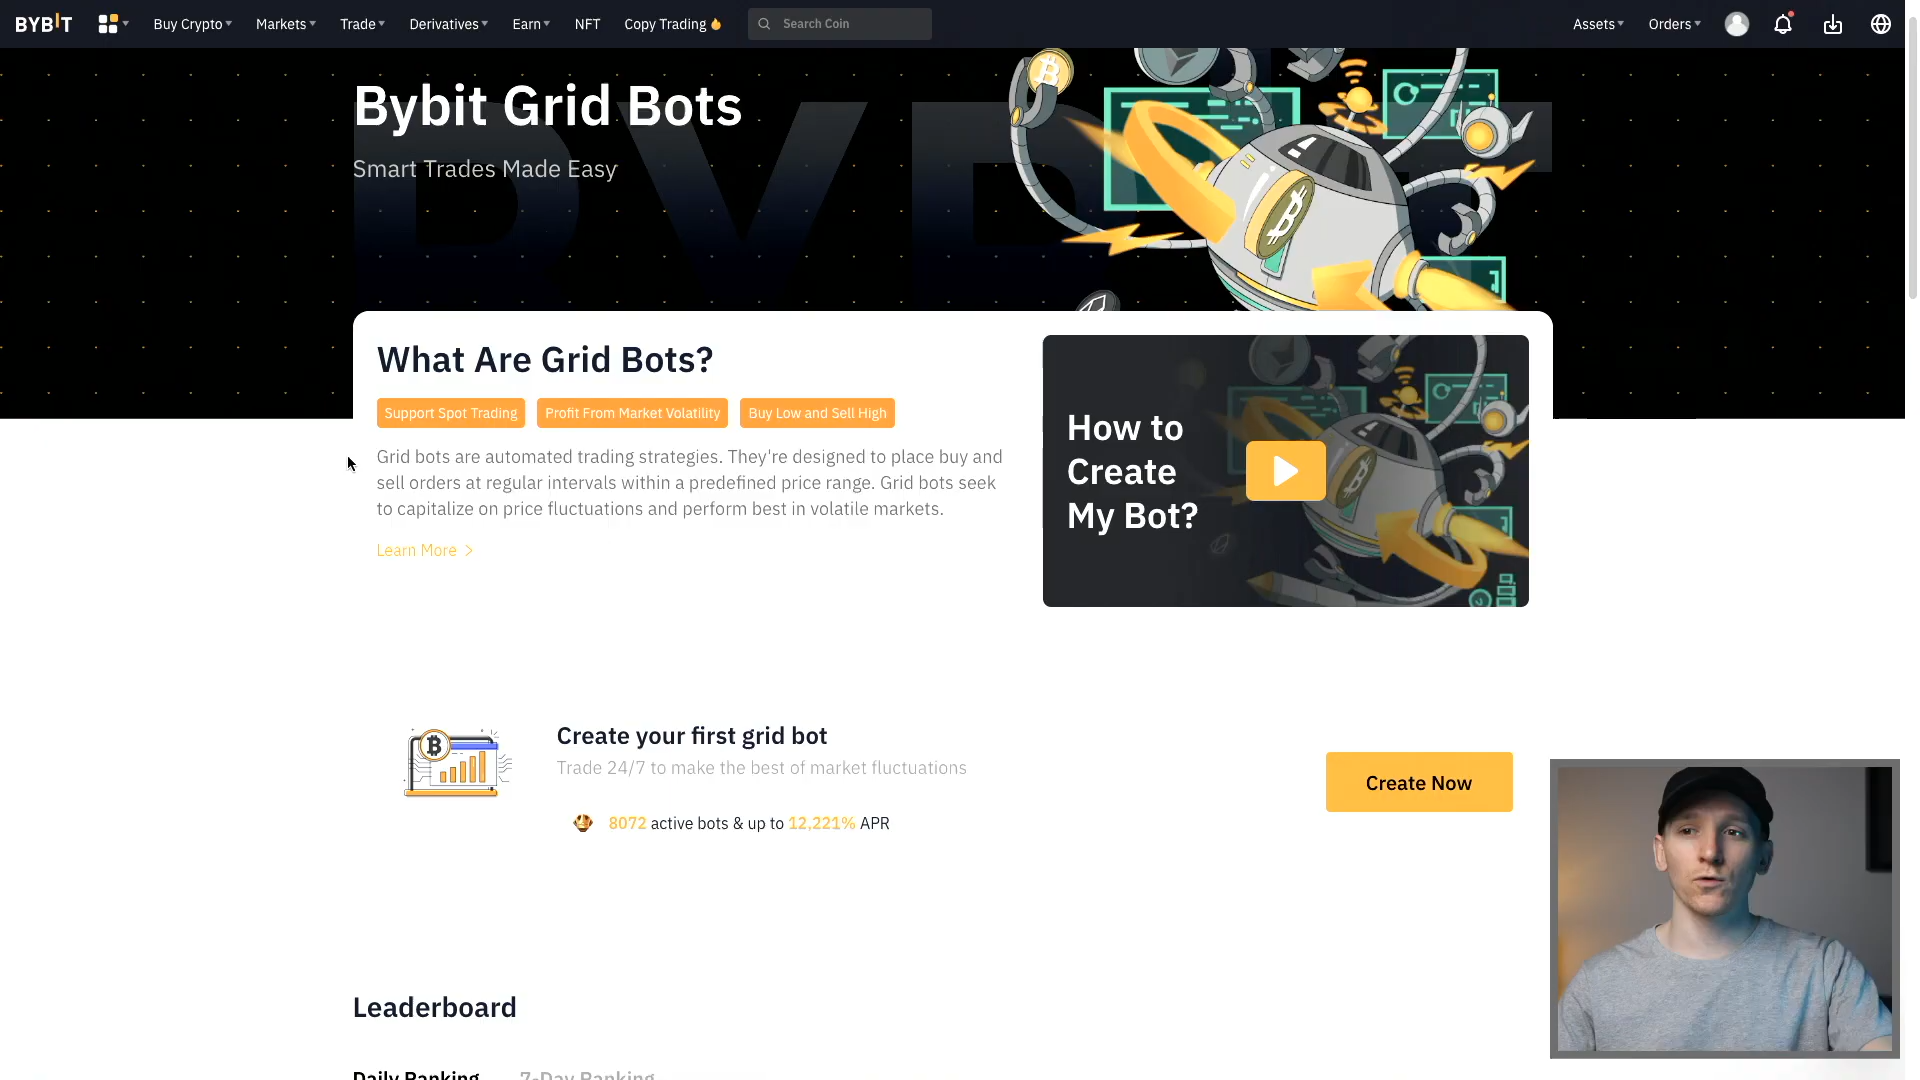 BYBIT
Buy Crypto
Markets
Trade
Derivatives
Earn
NFT
Copy Trading
Search Coin
Assets
Orders
Bybit Grid Bots
Smart Trades Made Easy
What Are Grid Bots?
Support Spot Trading
Profit From Market Volatility
Buy Low and Sell High
Grid bots are automated trading strategies. They're designed to place buy and
sell orders at regular intervals within a predefined price range. Grid bots seek
to capitalize on price fluctuations and perform best in volatile markets.
Learn More >
How to
Create
My Bot?
Create your first grid bot
Trade 24/7 to make the best of market fluctuations
8072 active bots & up to 12,221% APR
Create Now
Leaderboard
Daily Ranking
7-Day Ranking